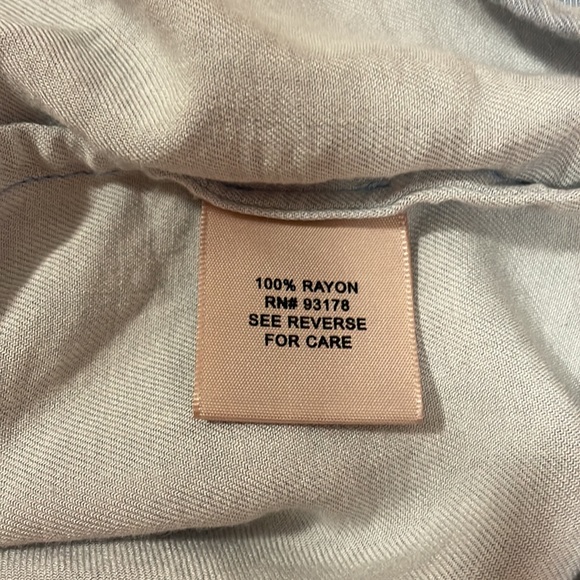 100% RAYON
RN# 93178
SEE REVERSE
FOR CARE